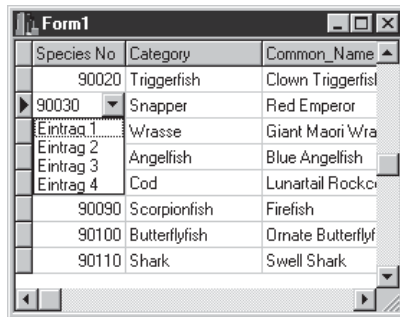 Form1
Species No Category Common_Name
90020 Triggerfish Clown Triggerfisl
90030 Snapper Red Emperor
Eintrag 1 Wrasse Giant Maori Wra
Eintrag 2
Eintrag 3 Angelfish Blue Angelfish
Eintrag 4 Cod Lunartail Rockc
90090 Scorpionfish Firefish
90100 Butterflyfish Ornate Butterflyf
90110 Shark Swell Shark